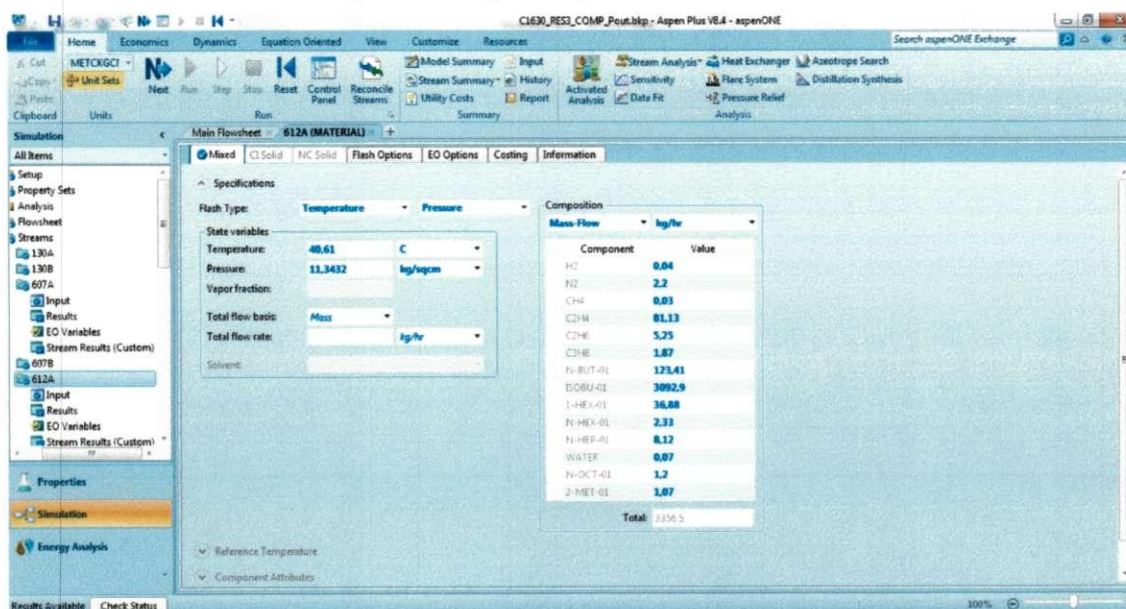 C1630_RES3_COMP_Pout.bkp - Aspen Plus V8.4 - aspenONE
File Home Economics Dynamics Equation Oriented View Customize Resources Search aspenONE Exchange
Cut METCKGCI Model Summary Input Stream Analysis Heat Exchanger Azeotrope Search
Copy Unit Sets Next Run Step Stop Reset Control Panel Reconcile Streams Stream Summary History Activated Analysis Sensitivity Flare System Distillation Synthesis
Paste Utility Costs Report Data Fit Pressure Relief
Clipboard Units Run Summary Analysis
Simulation Main Flowsheet 612A (MATERIAL)
All Items Mixed CI Solid NC Solid Flash Options EO Options Costing Information
Setup
Property Sets
Analysis
Flowsheet
Streams
130A
130B
607A
Input
Results
EO Variables
Stream Results (Custom)
607B
612A
Input
Results
EO Variables
Stream Results (Custom)
Properties
Simulation
Energy Analysis
Specifications
Flash Type: Temperature Pressure
State variables
Temperature: 40,61 C
Pressure: 11,3432 kg/sqcm
Vapor fraction:
Total flow basis: Mass
Total flow rate: kg/hr
Solvent:
Composition
Mass-Flow kg/hr
Component Value
H2 0,04
N2 2,2
CH4 0,03
C2H4 81,13
C2H6 5,25
C3H8 1,87
N-BUT-01 123,41
ISOBU-01 3092,9
1-HEX-01 36,88
N-HEX-01 2,33
N-HEP-01 8,12
WATER 0,07
N-OCT-01 1,2
2-MET-01 1,07
Total: 3356.5
Reference Temperature
Component Attributes
Results Available Check Status 100%